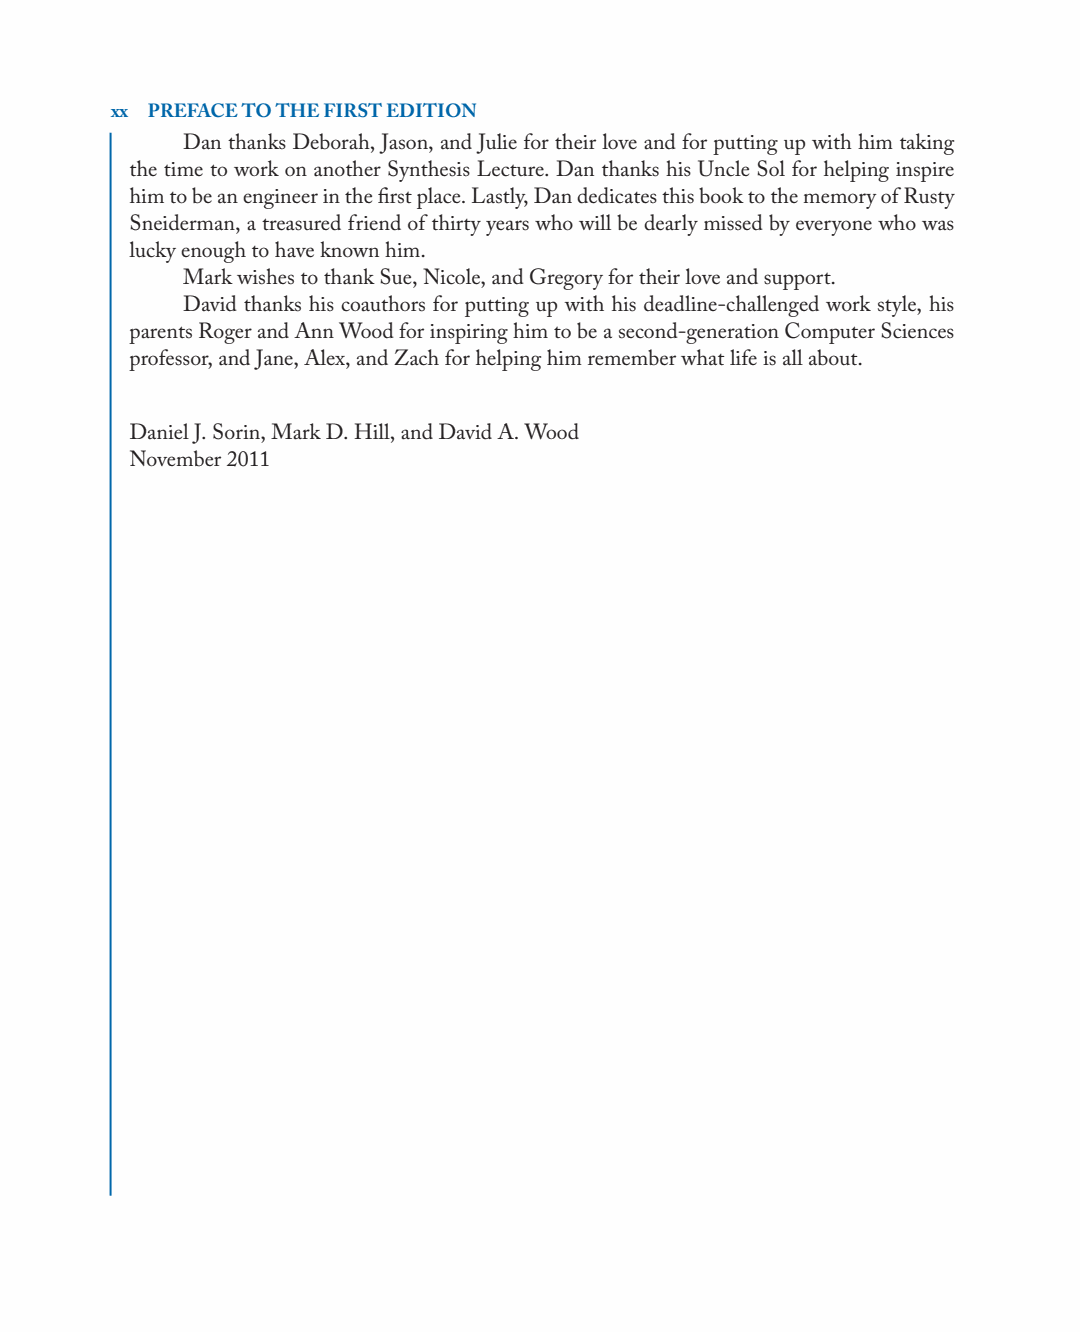 xx PREFACE TO THE FIRST EDITION
Dan thanks Deborah, Jason, and Julie for their love and for putting up with him taking
the time to work on another Synthesis Lecture. Dan thanks his Uncle Sol for helping inspire
him to be an engineer in the first place. Lastly, Dan dedicates this book to the memory of Rusty
Sneiderman, a treasured friend of thirty years who will be dearly missed by everyone who was
lucky enough to have known him.
Mark wishes to thank Sue, Nicole, and Gregory for their love and support.
David thanks his coauthors for putting up with his deadline-challenged work style, his
parents Roger and Ann Wood for inspiring him to be a second-generation Computer Sciences
professor, and Jane, Alex, and Zach for helping him remember what life is all about.
Daniel J. Sorin, Mark D. Hill, and David A. Wood
November 2011